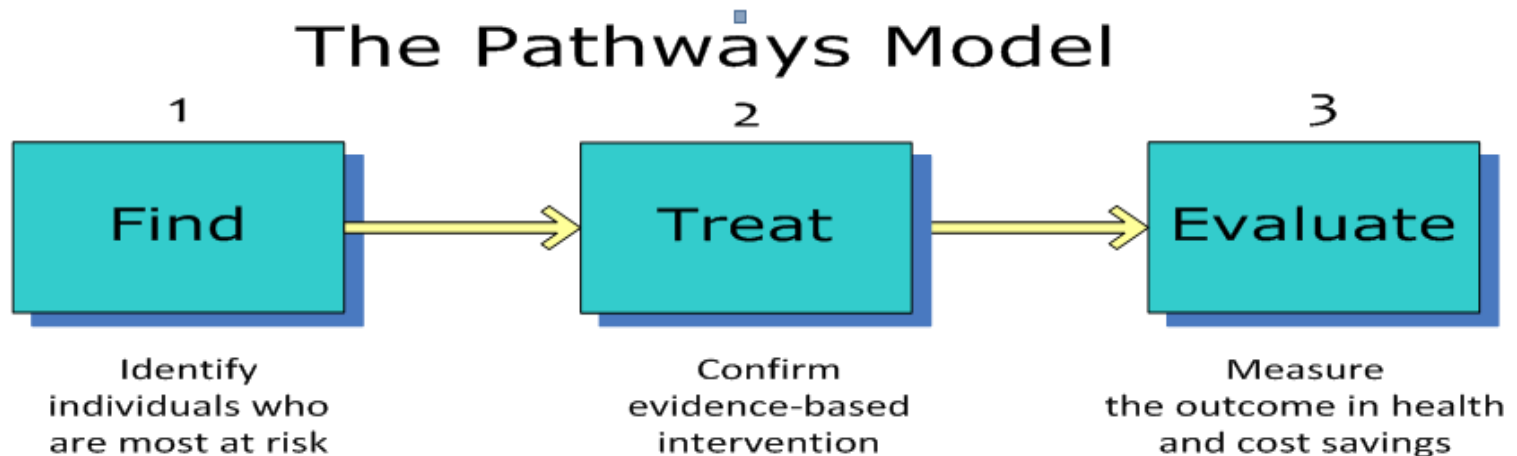 The Pathways Model
1
2
3
Find
Treat
Evaluate
Identify
individuals who
are most at risk
Confirm
evidence-based
intervention
Measure
the outcome in health
and cost savings